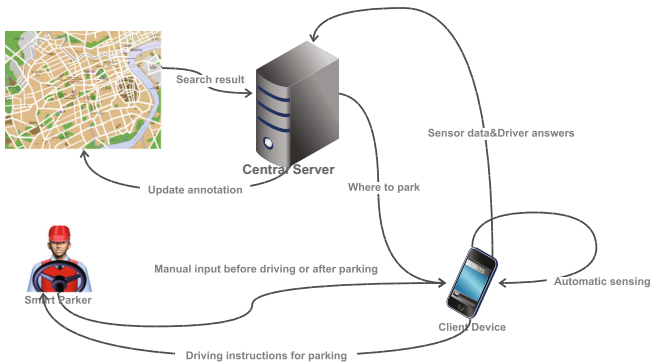 Search result
Sensor data&Driver answers
Central Server
Update annotation
Where to park
Manual input before driving or after parking
Automatic sensing
Smart Parker
Client Device
Driving instructions for parking